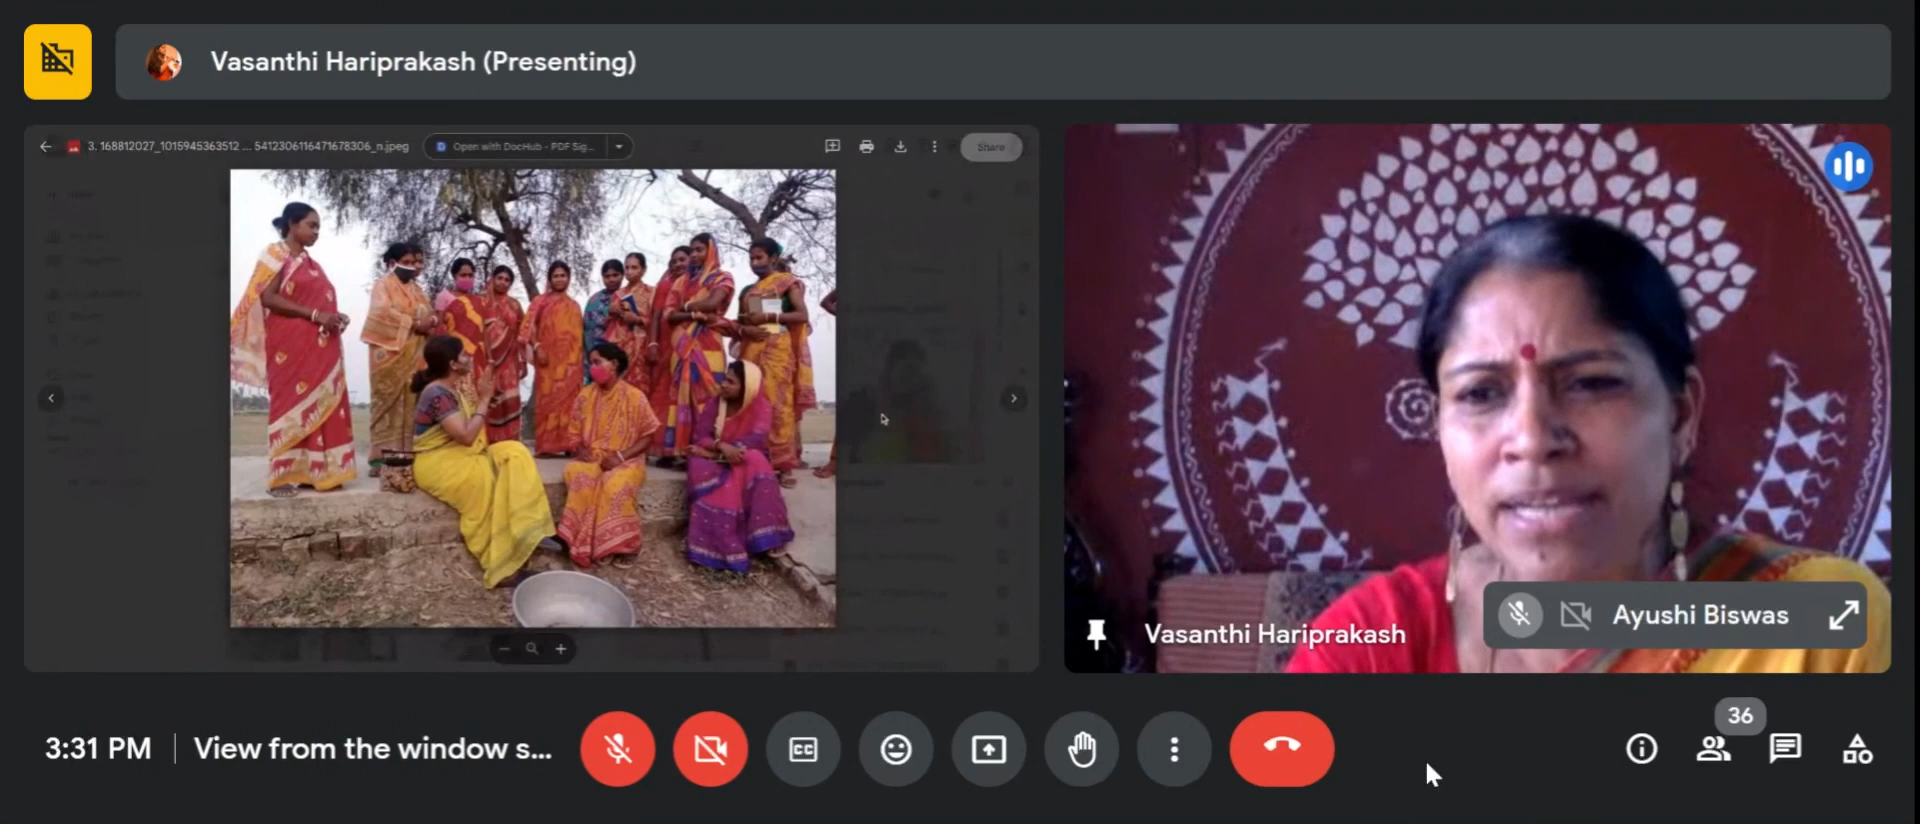 Vasanthi Hariprakash (Presenting)
3. 168812027_1015945363512 ... 5412306116471678306_n.jpeg
Open with DocHub - PDF Sig...
Share
Vasanthi Hariprakash
Ayushi Biswas
3:31 PM
View from the window s...
CC
36